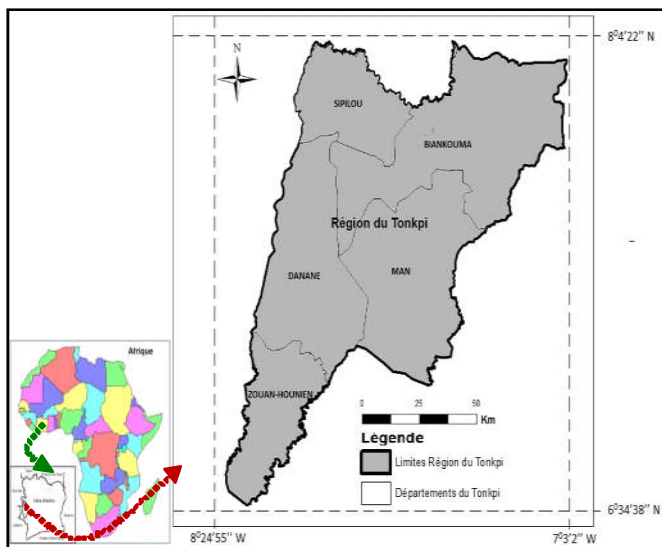 8°4'22" N
N
SIPILOU
BIANKOUMA
Région du Tonkpi
DANANE
MAN
ZOUAN-HOUNIEN
0 25 50
Km
Lègende
Limites Région du Tonkpi
Départements du Tonkpi
Afrique
6°34'38" N
8°24'55" W
7°3'2" W